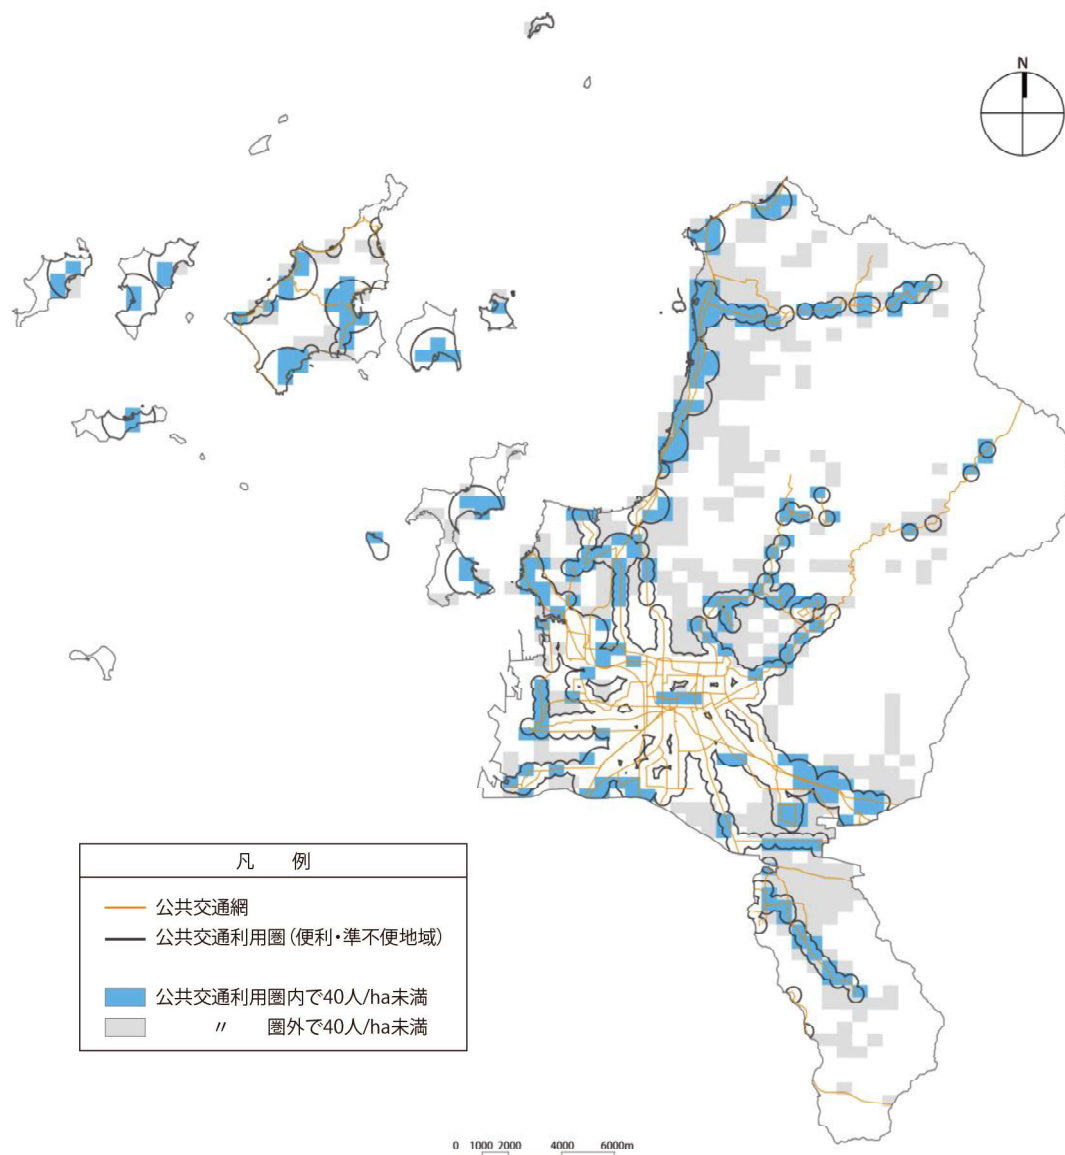 N
凡 例
公共交通網
公共交通利用圏(便利・準不便地域)
公共交通利用圏内で40人/ha未満
〃 圏外で40人/ha未満
0 1000 2000 4000 6000m